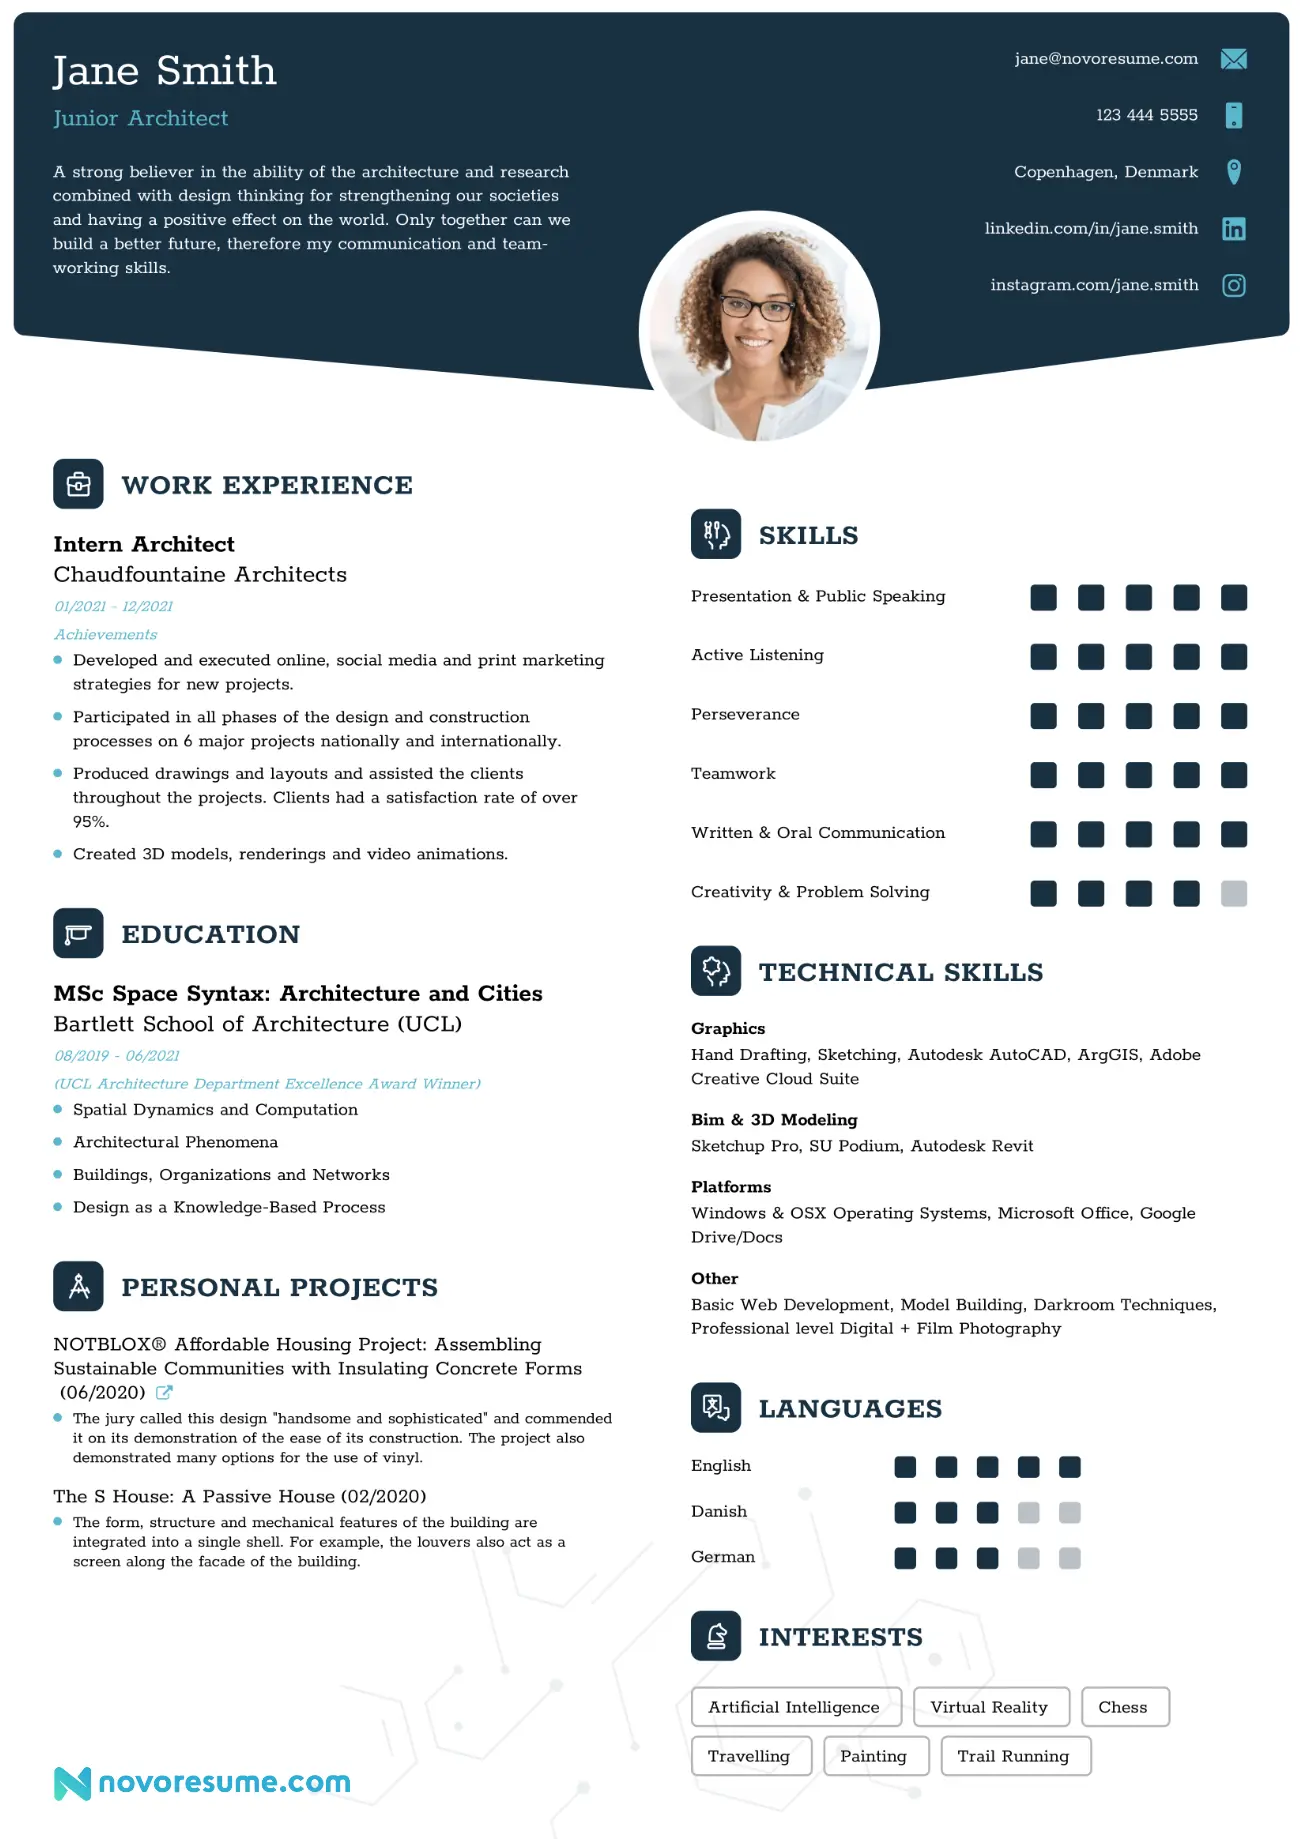 Jane Smith
Junior Architect
A strong believer in the ability of the architecture and research
combined with design thinking for strengthening our societies
and having a positive effect on the world. Only together can we
build a better future, therefore my communication and team-
working skills.
jane@novoresume.com
123 444 5555
Copenhagen, Denmark
linkedin.com/in/jane.smith
instagram.com/jane.smith
WORK EXPERIENCE
Intern Architect
Chaudfountaine Architects
01/2021 - 12/2021
Achievements
Developed and executed online, social media and print marketing
strategies for new projects.
Participated in all phases of the design and construction
processes on 6 major projects nationally and internationally.
Produced drawings and layouts and assisted the clients
throughout the projects. Clients had a satisfaction rate of over
95%.
Created 3D models, renderings and video animations.
EDUCATION
MSc Space Syntax: Architecture and Cities
Bartlett School of Architecture (UCL)
08/2019 - 06/2021
(UCL Architecture Department Excellence Award Winner)
Spatial Dynamics and Computation
Architectural Phenomena
Buildings, Organizations and Networks
Design as a Knowledge-Based Process
PERSONAL PROJECTS
NOTBLOX® Affordable Housing Project: Assembling
Sustainable Communities with Insulating Concrete Forms
(06/2020)
The jury called this design "handsome and sophisticated" and commended
it on its demonstration of the ease of its construction. The project also
demonstrated many options for the use of vinyl.
The S House: A Passive House (02/2020)
The form, structure and mechanical features of the building are
integrated into a single shell. For example, the louvers also act as a
screen along the facade of the building.
SKILLS
Presentation & Public Speaking
Active Listening
Perseverance
Teamwork
Written & Oral Communication
Creativity & Problem Solving
TECHNICAL SKILLS
Graphics
Hand Drafting, Sketching, Autodesk AutoCAD, ArgGIS, Adobe
Creative Cloud Suite
Bim & 3D Modeling
Sketchup Pro, SU Podium, Autodesk Revit
Platforms
Windows & OSX Operating Systems, Microsoft Office, Google
Drive/Docs
Other
Basic Web Development, Model Building, Darkroom Techniques,
Professional level Digital + Film Photography
LANGUAGES
English
Danish
German
INTERESTS
Artificial Intelligence
Virtual Reality
Chess
Travelling
Painting
Trail Running
novoresume.com